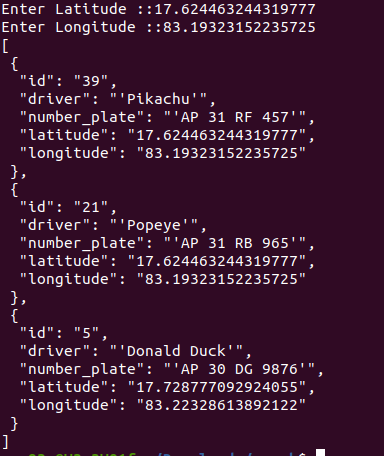 Enter Latitude ::17.624463244319777
Enter Longitude ::83.19323152235725
[
 {
  "id": "39",
  "driver": "'Pikachu'",
  "number_plate": "'AP 31 RF 457'",
  "latitude": "17.624463244319777",
  "longitude": "83.19323152235725"
 },
 {
  "id": "21",
  "driver": "'Popeye'",
  "number_plate": "'AP 31 RB 965'",
  "latitude": "17.624463244319777",
  "longitude": "83.19323152235725"
 },
 {
  "id": "5",
  "driver": "'Donald Duck'",
  "number_plate": "'AP 30 DG 9876'",
  "latitude": "17.728777092924055",
  "longitude": "83.22328613892122"
 }
]